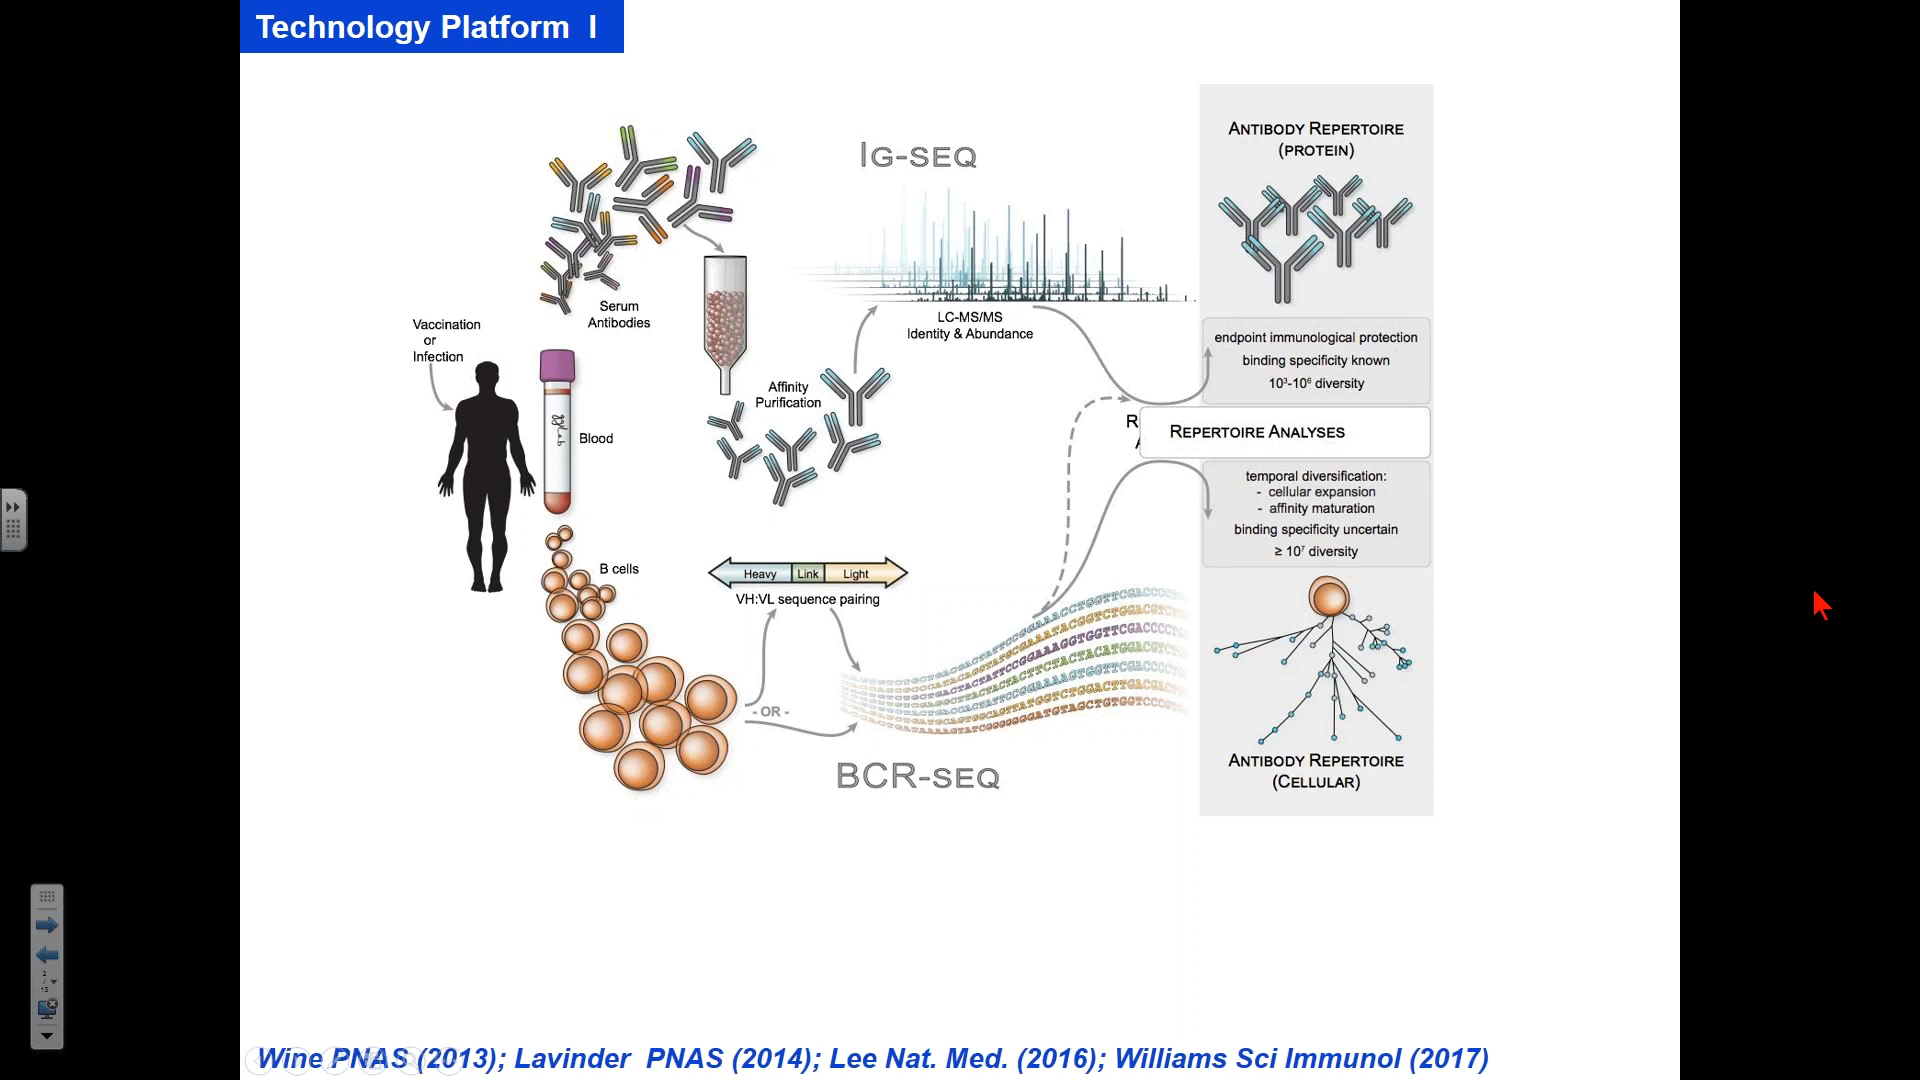 Technology Platform I
IG-SEQ
ANTIBODY REPERTOIRE
(PROTEIN)
Serum
Antibodies
LC-MS/MS
Identity & Abundance
Vaccination
or
Infection
endpoint immunological protection
binding specificity known
10³-10⁶ diversity
Affinity
Purification
Blood
REPERTOIRE ANALYSES
temporal diversification:
- cellular expansion
- affinity maturation
binding specificity uncertain
≥ 10⁷ diversity
B cells
Heavy Link Light
VH:VL sequence pairing
- OR -
BCR-SEQ
ANTIBODY REPERTOIRE
(CELLULAR)
2
/
13
Wine PNAS (2013); Lavinder PNAS (2014); Lee Nat. Med. (2016); Williams Sci Immunol (2017)